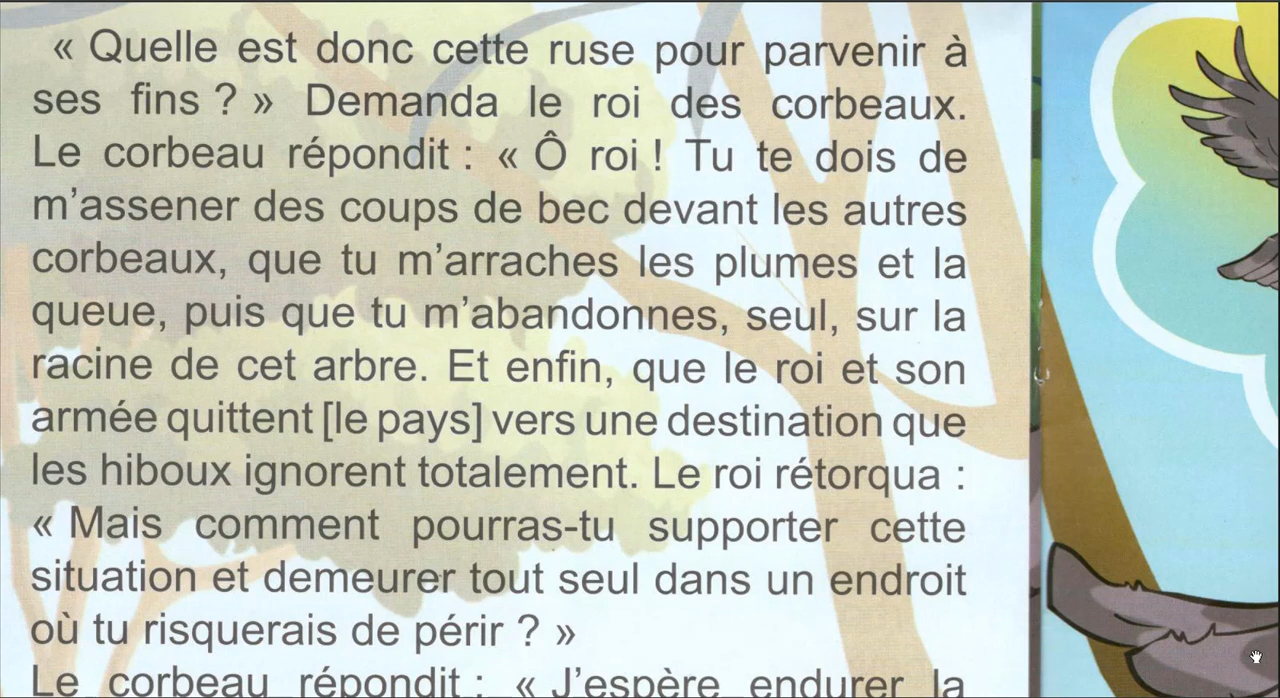 « Quelle est donc cette ruse pour parvenir à
ses fins ? » Demanda le roi des corbeaux.
Le corbeau répondit : « Ô roi ! Tu te dois de
m’assener des coups de bec devant les autres
corbeaux, que tu m’arraches les plumes et la
queue, puis que tu m’abandonnes, seul, sur la
racine de cet arbre. Et enfin, que le roi et son
armée quittent [le pays] vers une destination que
les hiboux ignorent totalement. Le roi rétorqua :
« Mais comment pourras-tu supporter cette
situation et demeurer tout seul dans un endroit
où tu risquerais de périr ? »
Le corbeau répondit : « J’espère endurer la